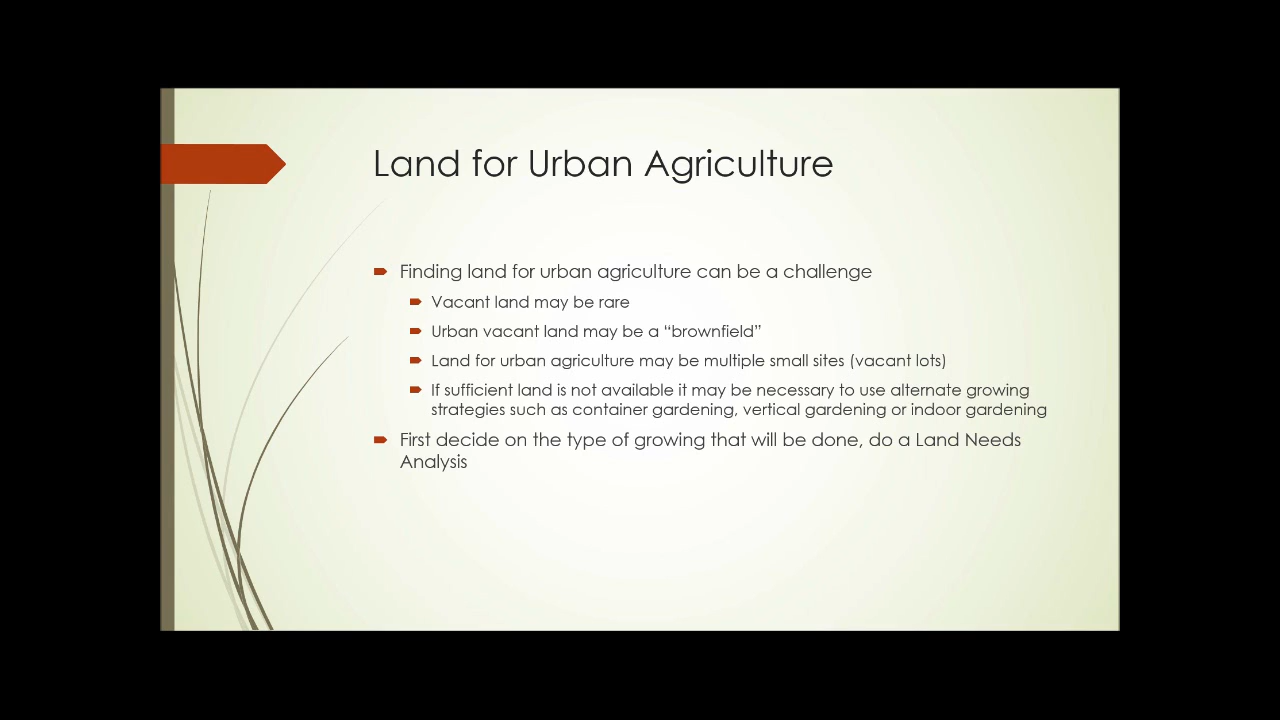 Land for Urban Agriculture
Finding land for urban agriculture can be a challenge
Vacant land may be rare
Urban vacant land may be a “brownfield”
Land for urban agriculture may be multiple small sites (vacant lots)
If sufficient land is not available it may be necessary to use alternate growing
strategies such as container gardening, vertical gardening or indoor gardening
First decide on the type of growing that will be done, do a Land Needs
Analysis